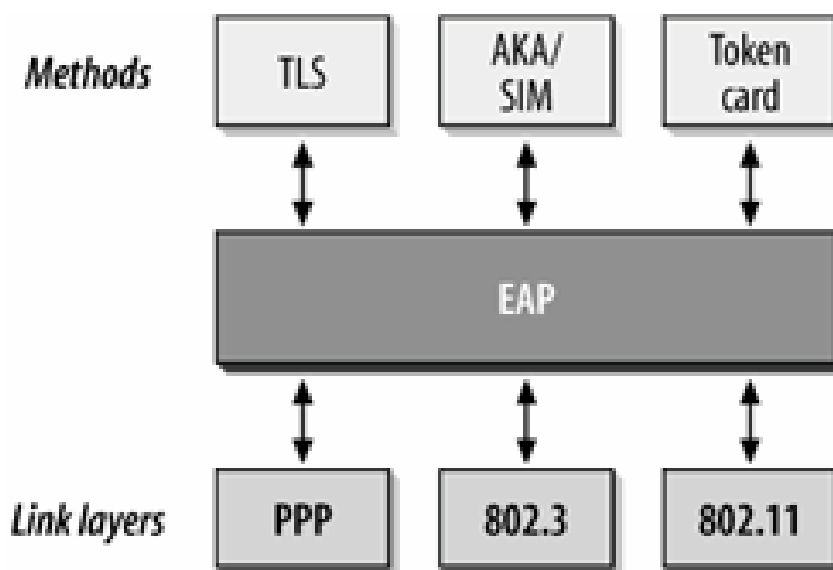 Methods
TLS
AKA/
SIM
Token
card
EAP
Link layers
PPP
802.3
802.11